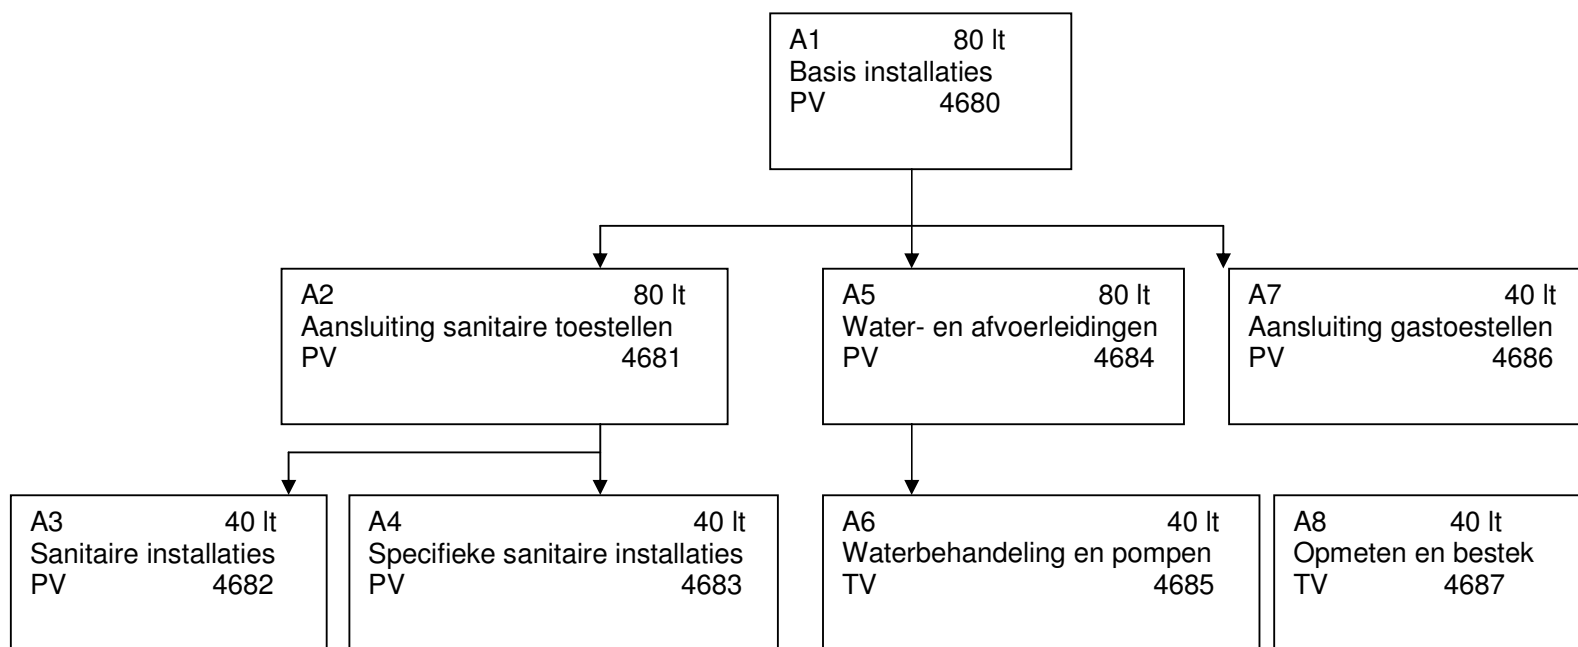 A1 80 lt
Basis installaties
PV 4680
A2 80 lt
Aansluiting sanitaire toestellen
PV 4681
A5 80 lt
Water- en afvoerleidingen
PV 4684
A7 40 lt
Aansluiting gastoestellen
PV 4686
A3 40 lt
Sanitaire installaties
PV 4682
A4 40 lt
Specifieke sanitaire installaties
PV 4683
A6 40 lt
Waterbehandeling en pompen
TV 4685
A8 40 lt
Opmeten en bestek
TV 4687